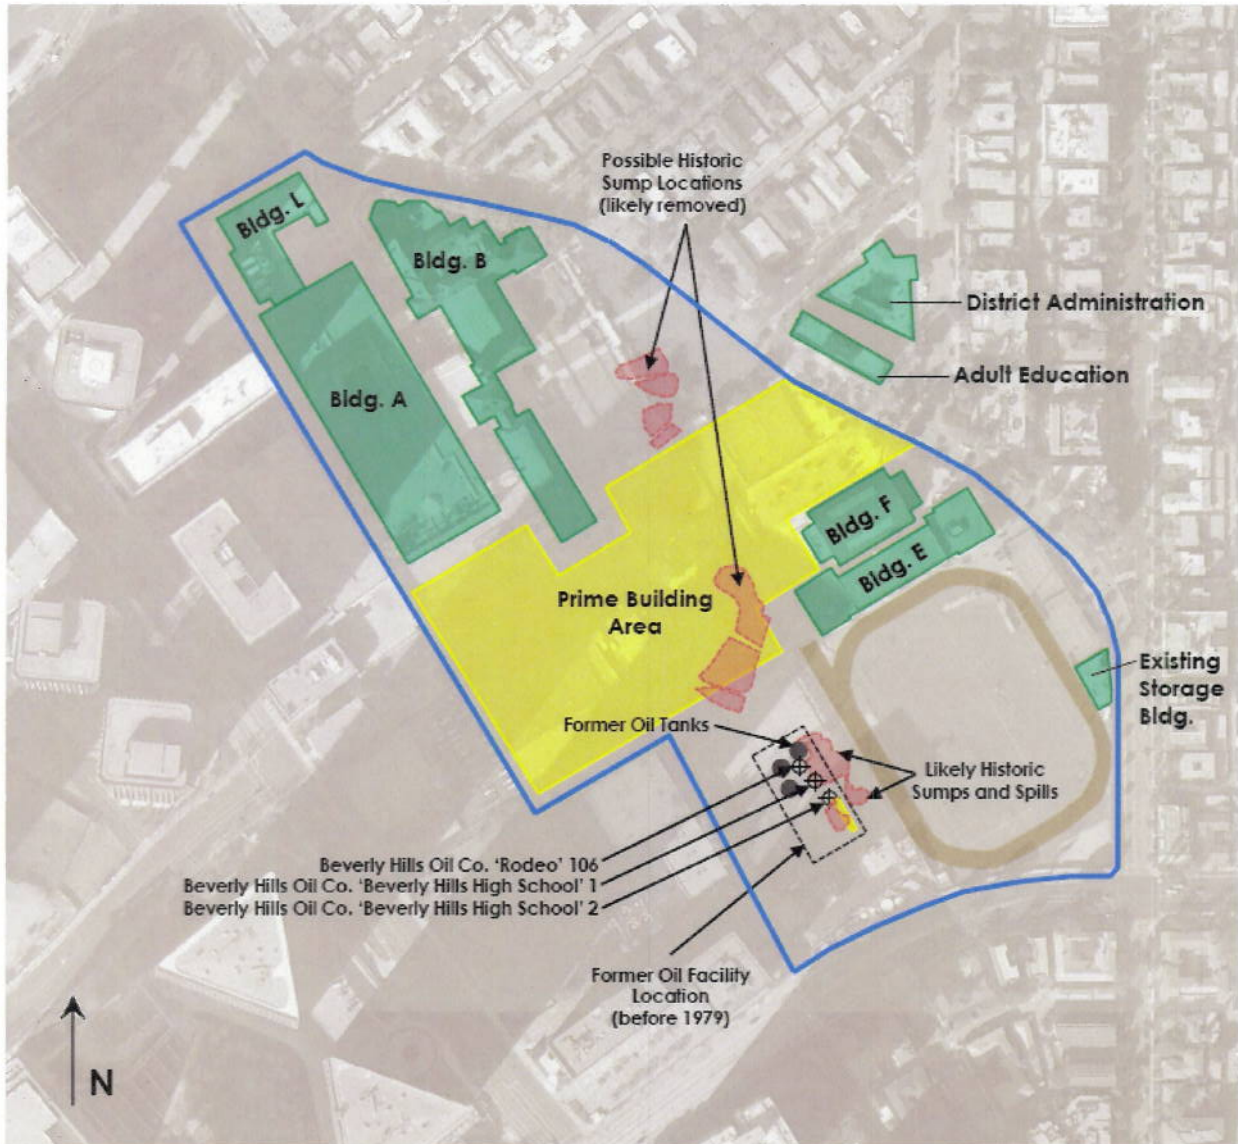 Possible Historic
Sump Locations
(likely removed)
Bldg. L
Bldg. B
District Administration
Adult Education
Bldg. A
Bldg. F
Bldg. E
Prime Building
Area
Existing
Storage
Bldg.
Former Oil Tanks
Likely Historic
Sumps and Spills
Beverly Hills Oil Co. 'Rodeo' 106
Beverly Hills Oil Co. 'Beverly Hills High School' 1
Beverly Hills Oil Co. 'Beverly Hills High School' 2
Former Oil Facility
Location
(before 1979)
N